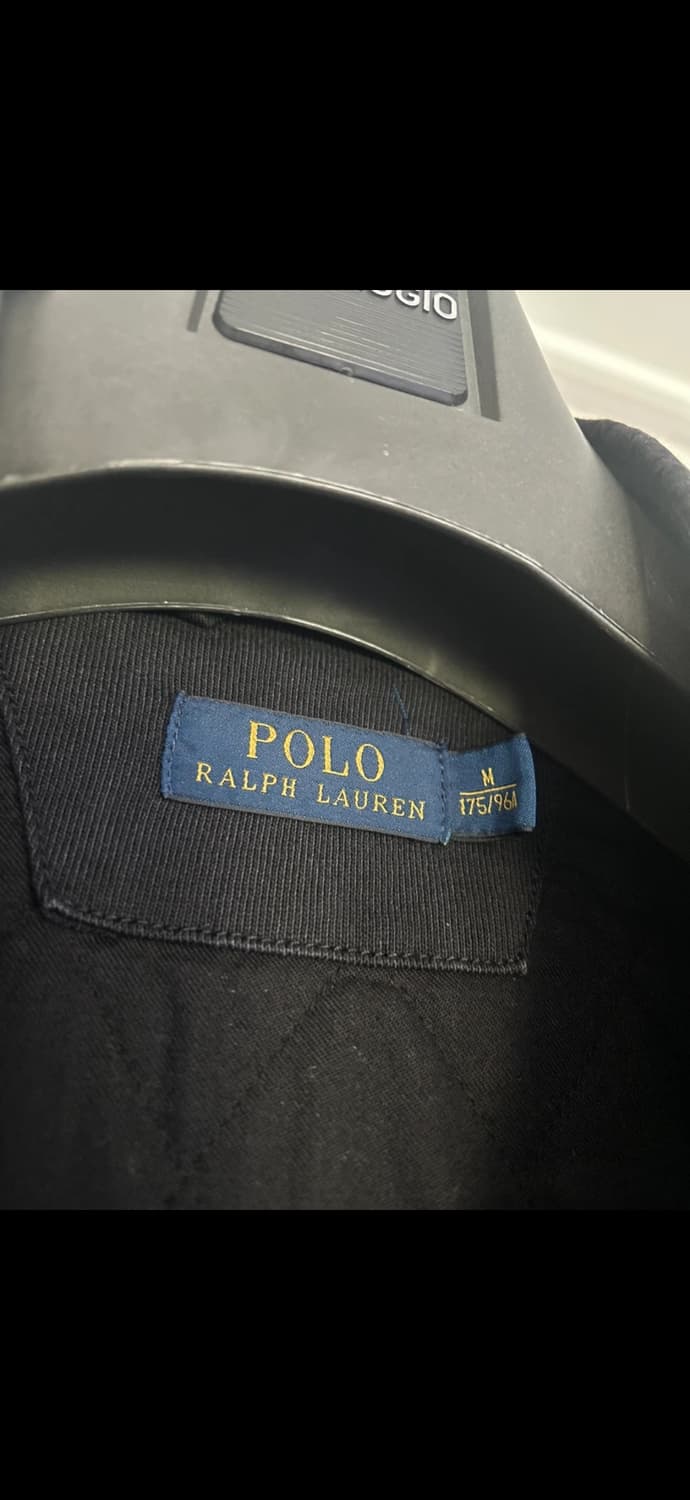 POLO
RALPH LAUREN
M
175/96A